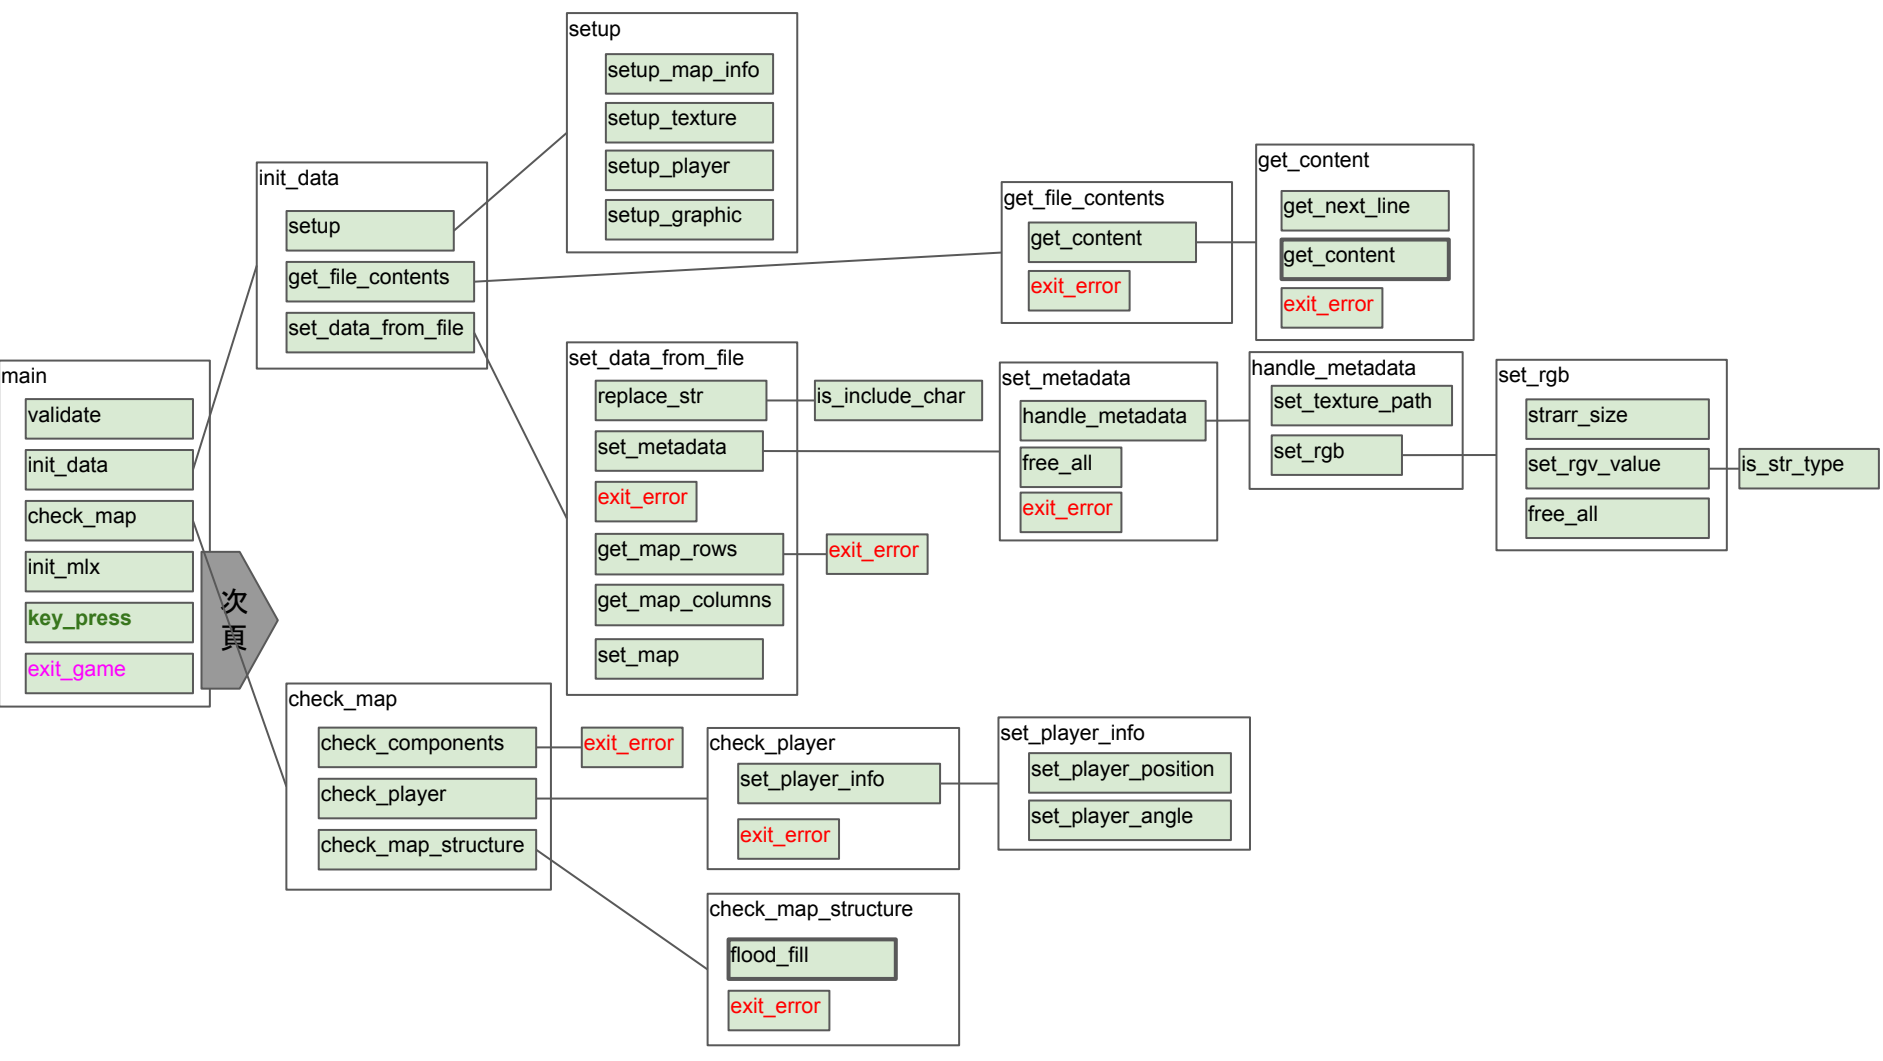 main
validate
init_data
check_map
init_mlx
key_press
exit_game
次
頁
init_data
setup
get_file_contents
set_data_from_file
setup
setup_map_info
setup_texture
setup_player
setup_graphic
get_file_contents
get_content
exit_error
get_content
get_next_line
get_content
exit_error
set_data_from_file
replace_str
is_include_char
set_metadata
exit_error
get_map_rows
exit_error
get_map_columns
set_map
set_metadata
handle_metadata
free_all
exit_error
handle_metadata
set_texture_path
set_rgb
set_rgb
strarr_size
set_rgv_value
is_str_type
free_all
check_map
check_components
exit_error
check_player
check_map_structure
check_player
set_player_info
exit_error
set_player_info
set_player_position
set_player_angle
check_map_structure
flood_fill
exit_error